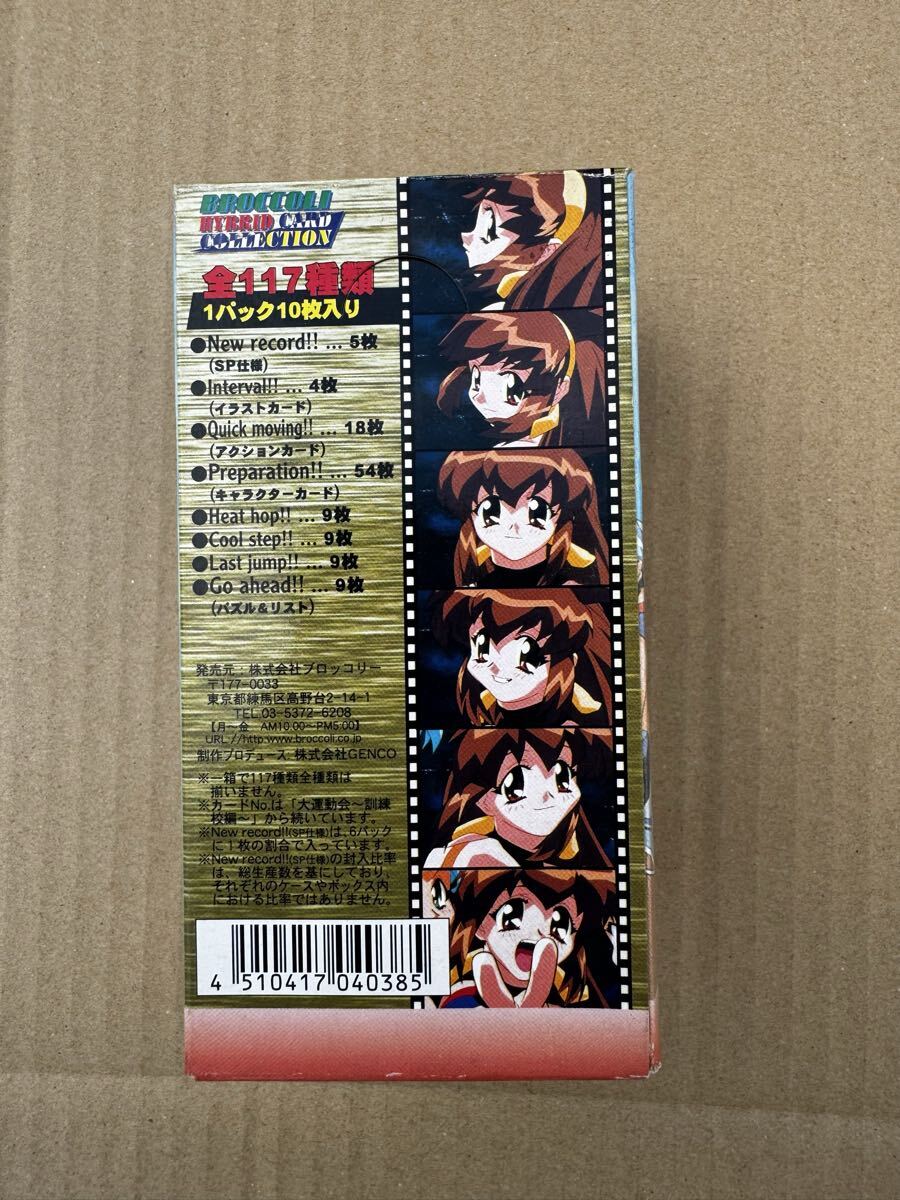 BROCCOLI
HYBRID CARD
COLLECTION
全117種類
1パック10枚入り
●New record!! … 5枚
(SP仕様)
●Interval!! … 4枚
(イラストカード)
●Quick moving!! … 18枚
(アクションカード)
●Preparation!! … 54枚
(キャラクターカード)
●Heat hop!! … 9枚
●Cool step!! … 9枚
●Last jump!! … 9枚
●Go ahead!! … 9枚
(パズル&リスト)
発売元:株式会社ブロッコリー
〒177-0033
東京都練馬区高野台2-14-1
TEL.03-5372-6208
【月〜金 AM10:00〜PM5:00】
URL://http.www.broccoli.co.jp
制作プロデュース 株式会社GENCO
※一箱で117種類全種類は
揃いません。
※カードNo.は「大運動会〜訓練
校編〜」から続いています。
※New record!!(SP仕様)は、6パック
に1枚の割合で入っています。
※New record!!(SP仕様)の封入比率
は、総生産数を基にしており、
それぞれのケースやボックス内
における比率ではありません。
4 510417 040385